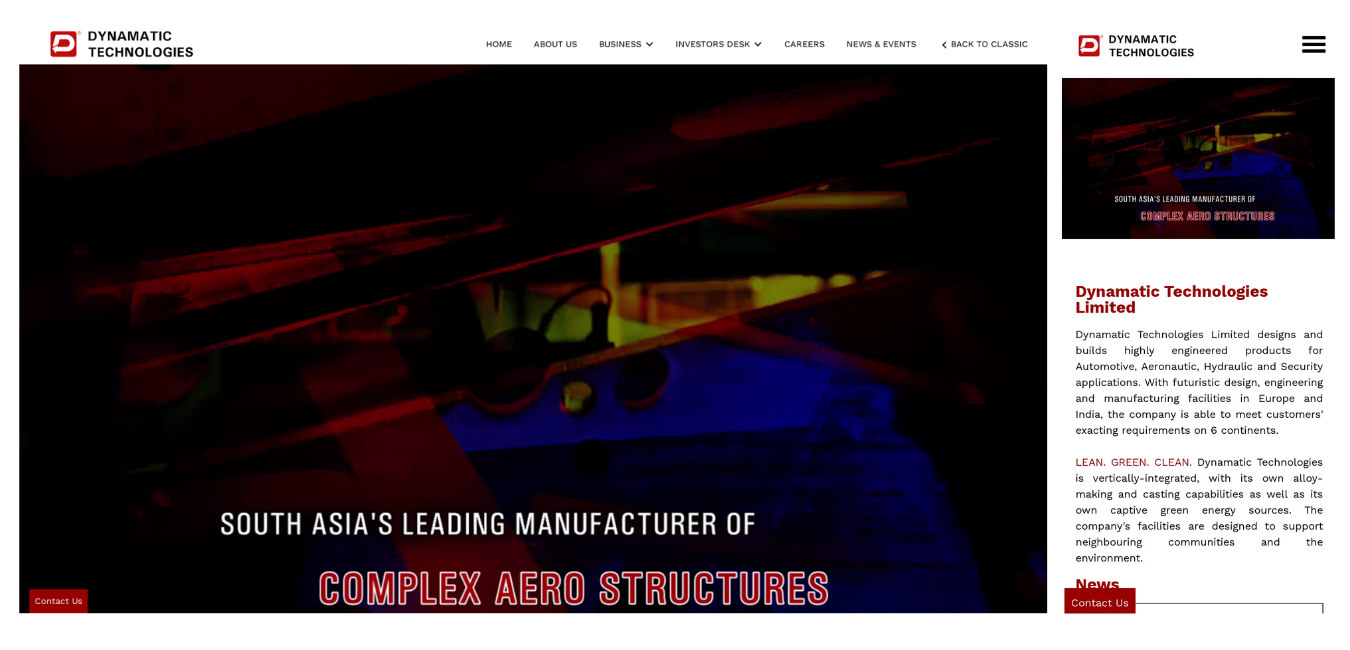 DYNAMATIC
TECHNOLOGIES
HOME ABOUT US BUSINESS INVESTORS DESK CAREERS NEWS & EVENTS BACK TO CLASSIC
SOUTH ASIA'S LEADING MANUFACTURER OF
COMPLEX AERO STRUCTURES
Contact Us
DYNAMATIC
TECHNOLOGIES
SOUTH ASIA'S LEADING MANUFACTURER OF
COMPLEX AERO STRUCTURES
Dynamatic Technologies
Limited
Dynamatic Technologies Limited designs and
builds highly engineered products for
Automotive, Aeronautic, Hydraulic and Security
applications. With futuristic design, engineering
and manufacturing facilities in Europe and
India, the company is able to meet customers'
exacting requirements on 6 continents.
LEAN. GREEN. CLEAN. Dynamatic Technologies
is vertically-integrated, with its own alloy-
making and casting capabilities as well as its
own captive green energy sources. The
company's facilities are designed to support
neighbouring communities and the
environment.
News
Contact Us